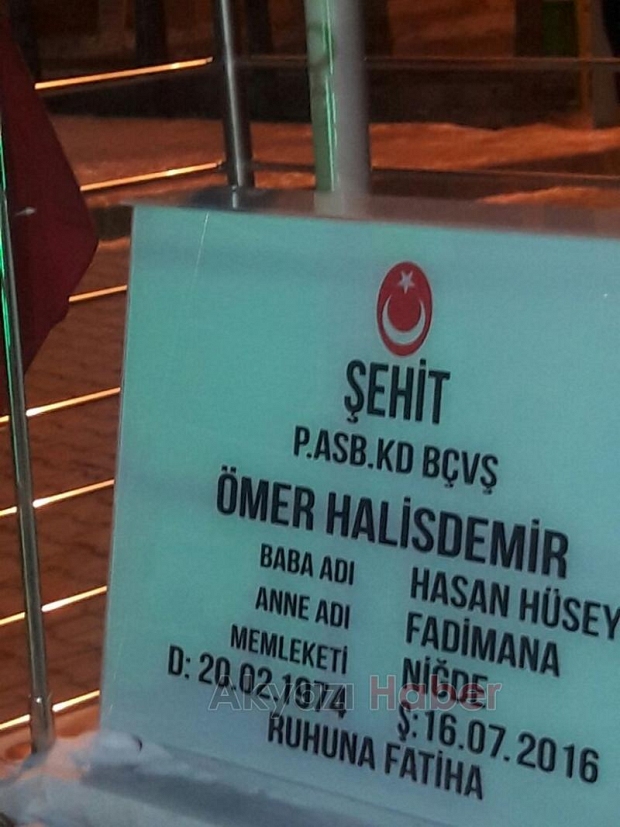 ŞEHİT
P.ASB.KD BÇVŞ
ÖMER HALİSDEMİR
BABA ADI HASAN HÜSEY
ANNE ADI FADİMANA
MEMLEKETİ NİĞDE
D: 20.02.1974 Ş:16.07.2016
RUHUNA FATİHA
Akyazı Haber